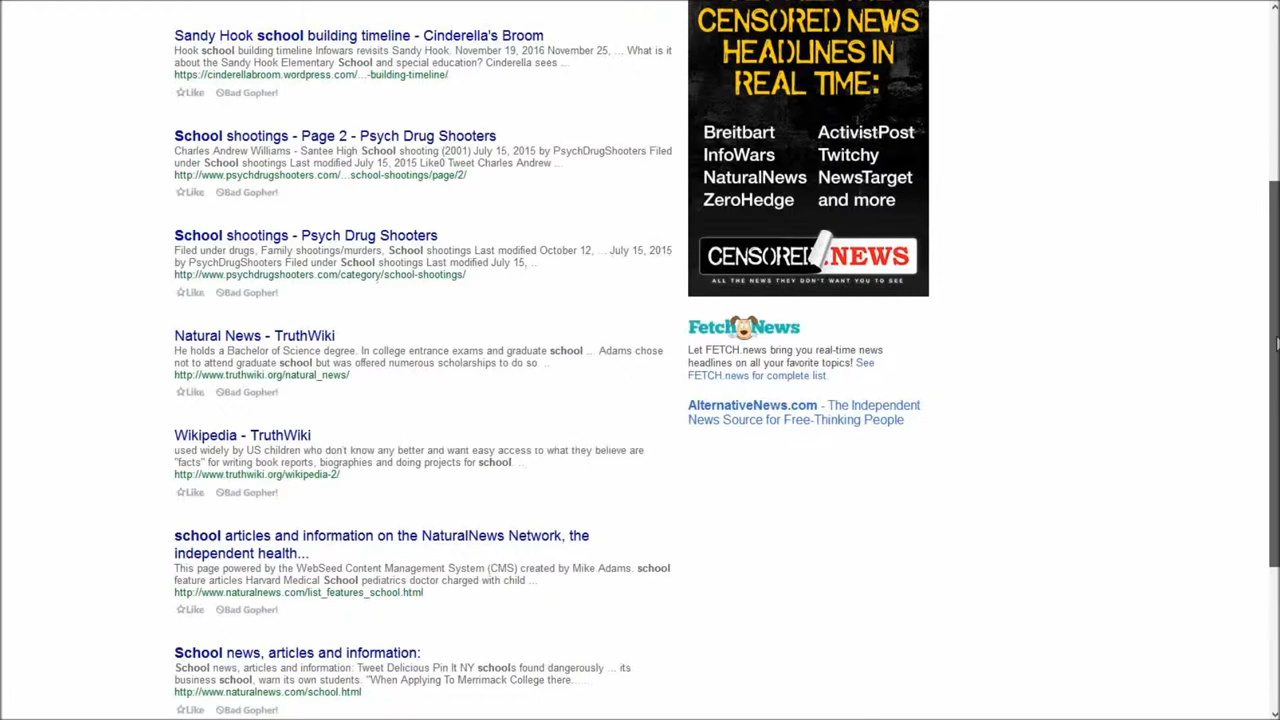 Sandy Hook school building timeline - Cinderella's Broom
Hook school building timeline Infowars revisits Sandy Hook. November 19, 2016 November 25, ... What is it
about the Sandy Hook Elementary School and special education? Cinderella sees ...
https://cinderellabroom.wordpress.com/...-building-timeline/
Like Bad Gopher!
School shootings - Page 2 - Psych Drug Shooters
Charles Andrew Williams - Santee High School shooting (2001) July 15, 2015 by PsychDrugShooters Filed
under School shootings Last modified July 15, 2015 Like0 Tweet Charles Andrew ...
http://www.psychdrugshooters.com/...school-shootings/page/2/
Like Bad Gopher!
School shootings - Psych Drug Shooters
Filed under drugs, Family shootings/murders, School shootings Last modified October 12, ... July 15, 2015
by PsychDrugShooters Filed under School shootings Last modified July 15, ...
http://www.psychdrugshooters.com/category/school-shootings/
Like Bad Gopher!
Natural News - TruthWiki
He holds a Bachelor of Science degree. In college entrance exams and graduate school ... Adams chose
not to attend graduate school but was offered numerous scholarships to do so. ...
http://www.truthwiki.org/natural_news/
Like Bad Gopher!
Wikipedia - TruthWiki
used widely by US children who don't know any better and want easy access to what they believe are
"facts" for writing book reports, biographies and doing projects for school. ...
http://www.truthwiki.org/wikipedia-2/
Like Bad Gopher!
school articles and information on the NaturalNews Network, the
independent health...
This page powered by the WebSeed Content Management System (CMS) created by Mike Adams. school
feature articles Harvard Medical School pediatrics doctor charged with child ...
http://www.naturalnews.com/list_features_school.html
Like Bad Gopher!
School news, articles and information:
School news, articles and information: Tweet Delicious Pin It NY schools found dangerously ... its
business school, warn its own students. "When Applying To Merrimack College there. ...
http://www.naturalnews.com/school.html
Like Bad Gopher!
CENSORED NEWS
HEADLINES IN
REAL TIME:
Breitbart ActivistPost
InfoWars Twitchy
NaturalNews NewsTarget
ZeroHedge and more
CENSORED.NEWS
ALL THE NEWS THEY DON'T WANT YOU TO SEE
Fetch News
Let FETCH.news bring you real-time news
headlines on all your favorite topics! See
FETCH.news for complete list.
AlternativeNews.com - The Independent
News Source for Free-Thinking People